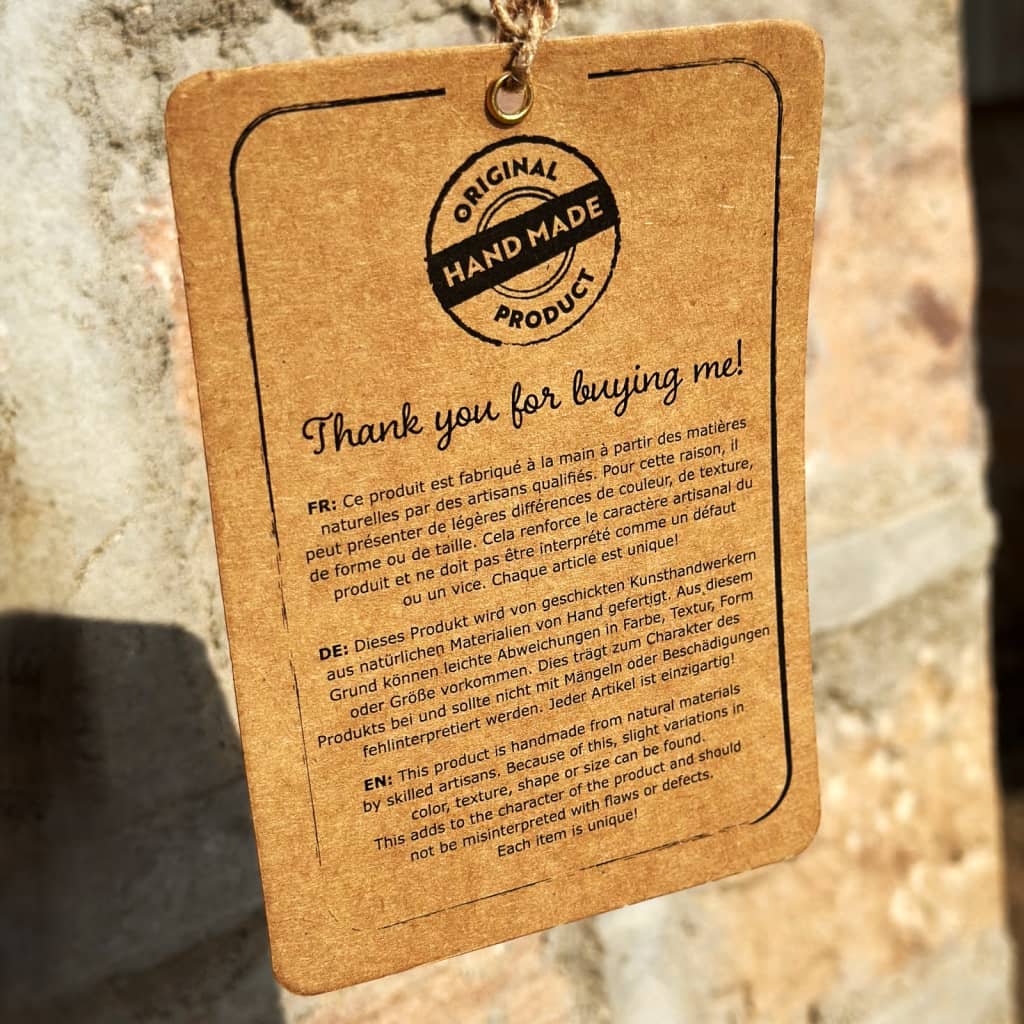 ORIGINAL
HAND MADE
PRODUCT
Thank you for buying me!
FR: Ce produit est fabriqué à la main à partir des matières
naturelles par des artisans qualifiés. Pour cette raison, il
peut présenter de légères différences de couleur, de texture,
de forme ou de taille. Cela renforce le caractère artisanal du
produit et ne doit pas être interprété comme un défaut
ou un vice. Chaque article est unique!
DE: Dieses Produkt wird von geschickten Kunsthandwerkern
aus natürlichen Materialien von Hand gefertigt. Aus diesem
Grund können leichte Abweichungen in Farbe, Textur, Form
oder Größe vorkommen. Dies trägt zum Charakter des
Produkts bei und sollte nicht mit Mängeln oder Beschädigungen
fehlinterpretiert werden. Jeder Artikel ist einzigartig!
EN: This product is handmade from natural materials
by skilled artisans. Because of this, slight variations in
color, texture, shape or size can be found.
This adds to the character of the product and should
not be misinterpreted with flaws or defects.
Each item is unique!